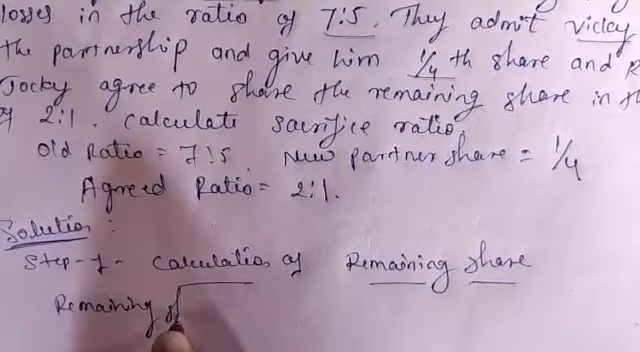 losses in the ratio of 7:5. They admit vicky
the partnership and give him 1/4 th share and R
Jocky agree to share the remaining share in th
of 2:1. calculate sacrifice ratio.
old Ratio = 7:5 New partner share = 1/4
Agreed Ratio = 2:1.
Solution :
Step-1- calculation of Remaining share
Remaining